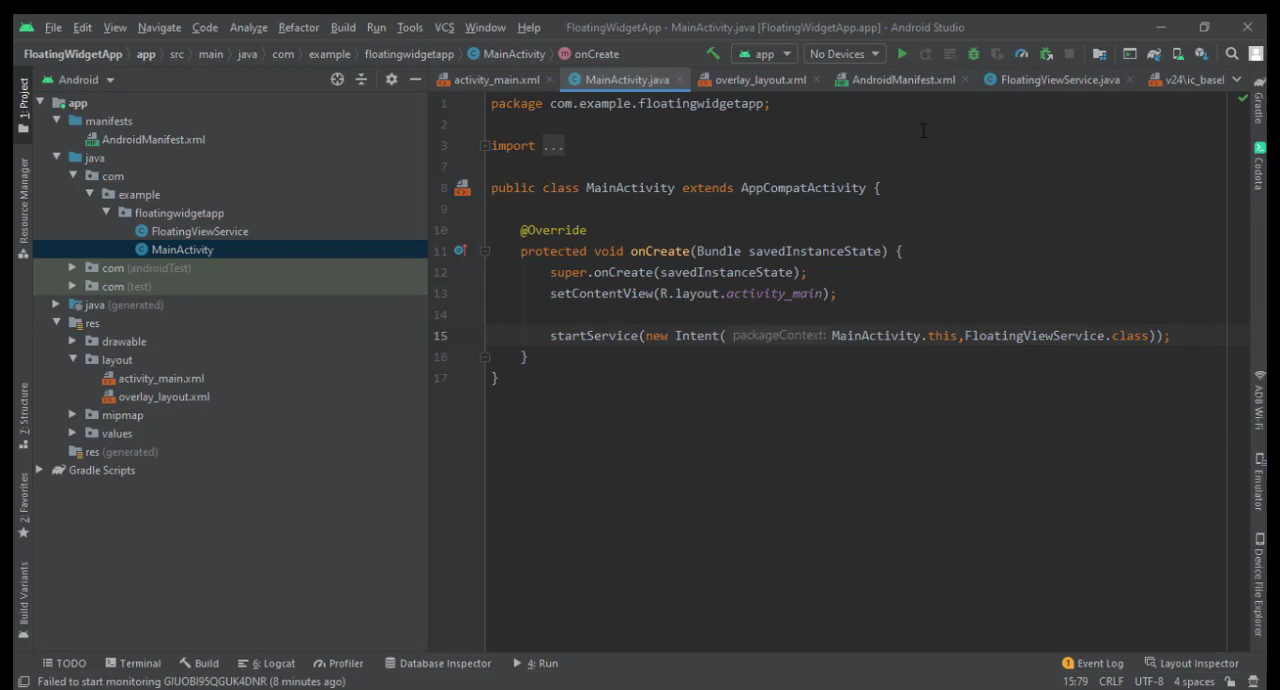 File Edit View Navigate Code Analyze Refactor Build Run Tools VCS Window Help FloatingWidgetApp - MainActivity.java [FloatingWidgetApp.app] - Android Studio
FloatingWidgetApp app src main java com example floatingwidgetapp MainActivity onCreate app No Devices
1: Project
Resource Manager
7: Structure
2: Favorites
Build Variants
Android
app
manifests
AndroidManifest.xml
java
com
example
floatingwidgetapp
FloatingViewService
MainActivity
com (androidTest)
com (test)
java (generated)
res
drawable
layout
activity_main.xml
overlay_layout.xml
mipmap
values
res (generated)
Gradle Scripts
activity_main.xml MainActivity.java overlay_layout.xml AndroidManifest.xml FloatingViewService.java v24\ic_basel
1 package com.example.floatingwidgetapp;
2
3 import ...
7
8 public class MainActivity extends AppCompatActivity {
9
10 @Override
11 protected void onCreate(Bundle savedInstanceState) {
12 super.onCreate(savedInstanceState);
13 setContentView(R.layout.activity_main);
14
15 startService(new Intent( packageContext: MainActivity.this,FloatingViewService.class));
16 }
17 }
Gradle
Codota
ADB Wi-Fi
Emulator
Device File Explorer
TODO Terminal Build 6: Logcat Profiler Database Inspector 4: Run 1 Event Log Layout Inspector
Failed to start monitoring GIUOBI95QGUK4DNR (8 minutes ago) 15:79 CRLF UTF-8 4 spaces